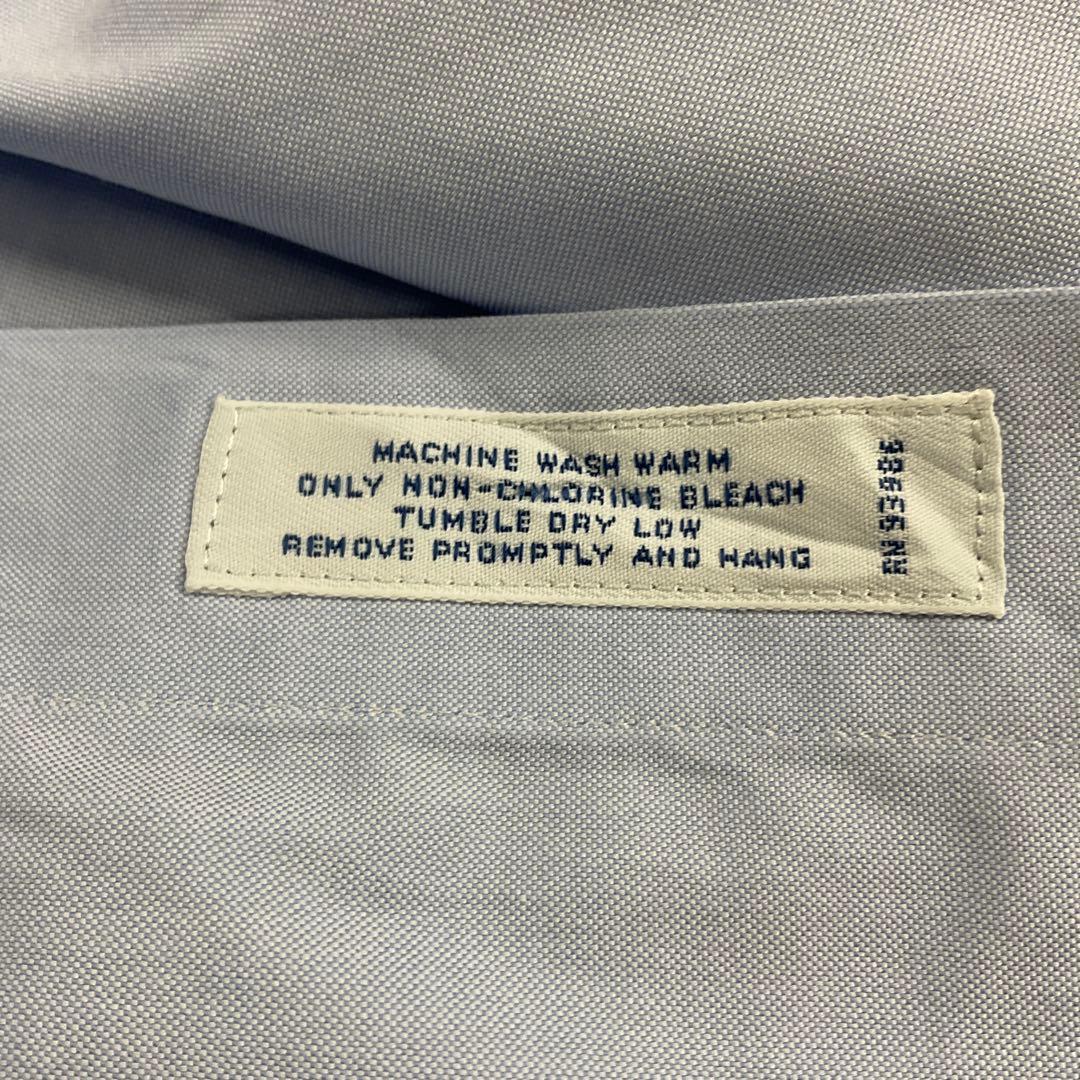 MACHINE WASH WARM
ONLY NON-CHLORINE BLEACH
TUMBLE DRY LOW
REMOVE PROMPTLY AND HANG